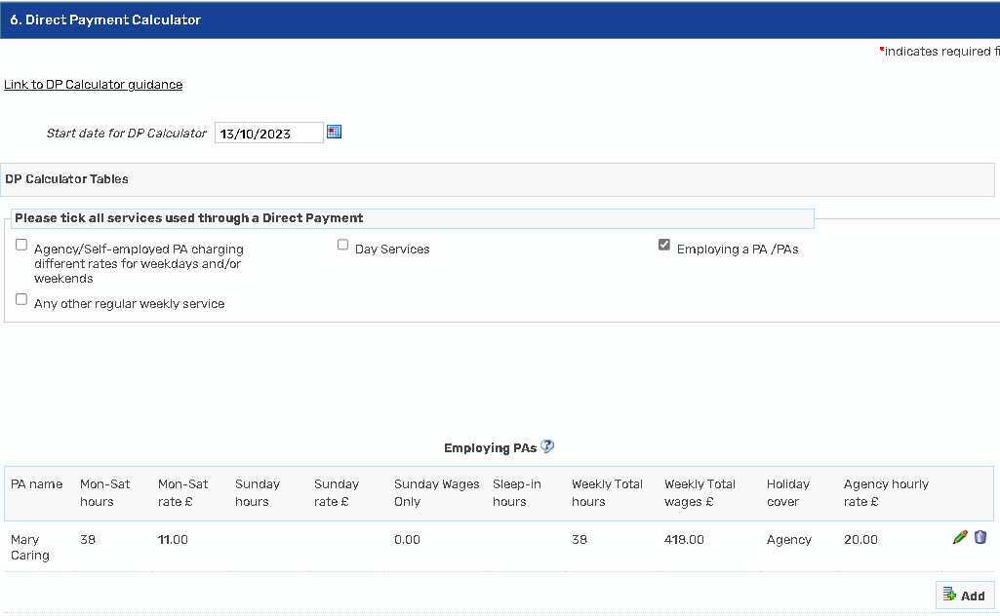 6. Direct Payment Calculator
*indicates required fi
Link to DP Calculator guidance
Start date for DP Calculator 13/10/2023
DP Calculator Tables
Please tick all services used through a Direct Payment
Agency/Self-employed PA charging
different rates for weekdays and/or
weekends
Day Services
Employing a PA /PAs
Any other regular weekly service
Employing PAs ?
PA name Mon-Sat hours Mon-Sat rate £ Sunday hours Sunday rate £ Sunday Wages Only Sleep-in hours Weekly Total hours Weekly Total wages £ Holiday cover Agency hourly rate £
Mary Caring 38 11.00 0.00 38 418.00 Agency 20.00
Add